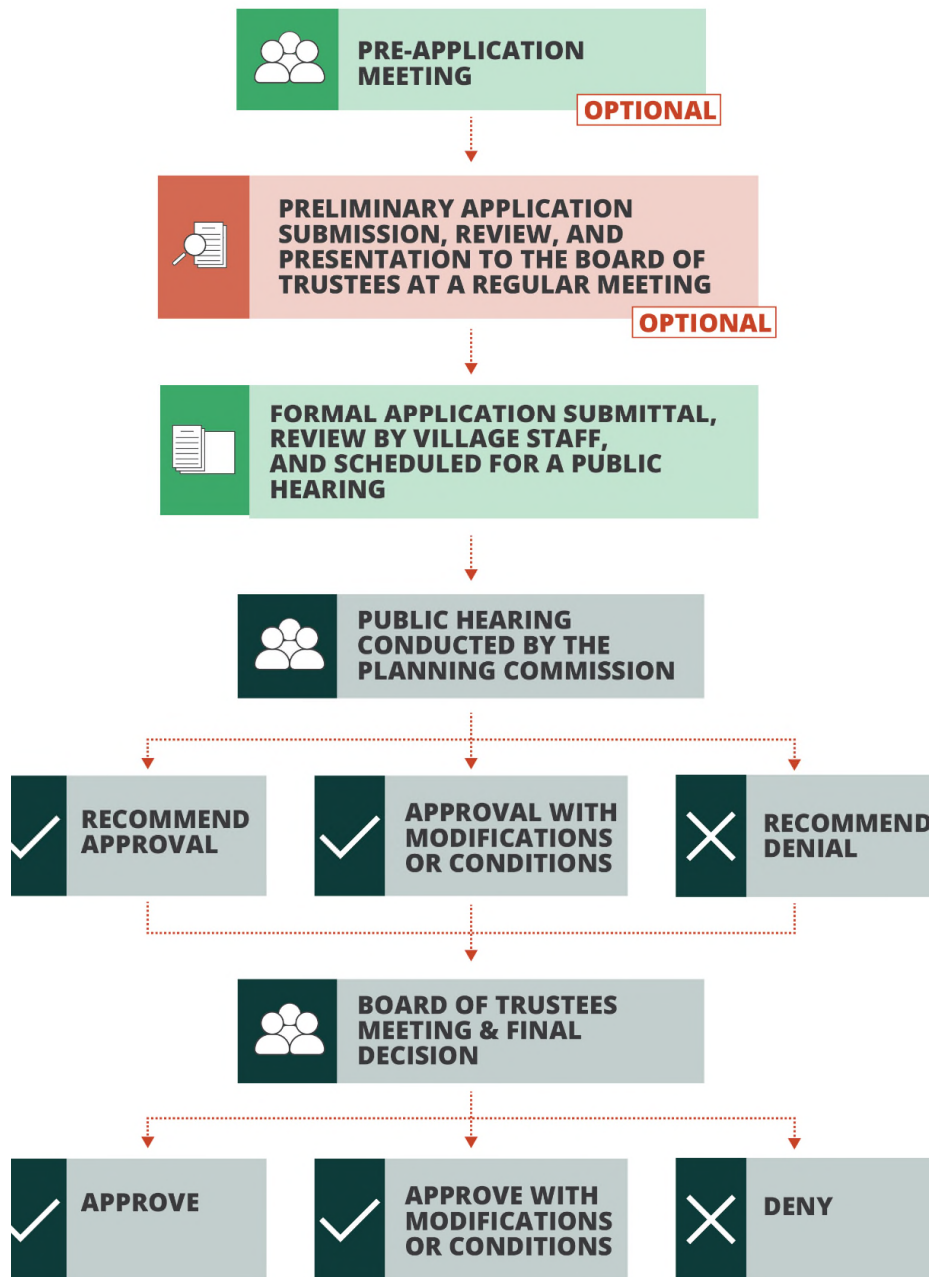 PRE-APPLICATION
MEETING
OPTIONAL
PRELIMINARY APPLICATION
SUBMISSION, REVIEW, AND
PRESENTATION TO THE BOARD OF
TRUSTEES AT A REGULAR MEETING
OPTIONAL
FORMAL APPLICATION SUBMITTAL,
REVIEW BY VILLAGE STAFF,
AND SCHEDULED FOR A PUBLIC
HEARING
PUBLIC HEARING
CONDUCTED BY THE
PLANNING COMMISSION
RECOMMEND
APPROVAL
APPROVAL WITH
MODIFICATIONS
OR CONDITIONS
RECOMMEND
DENIAL
BOARD OF TRUSTEES
MEETING & FINAL
DECISION
APPROVE
APPROVE WITH
MODIFICATIONS
OR CONDITIONS
DENY